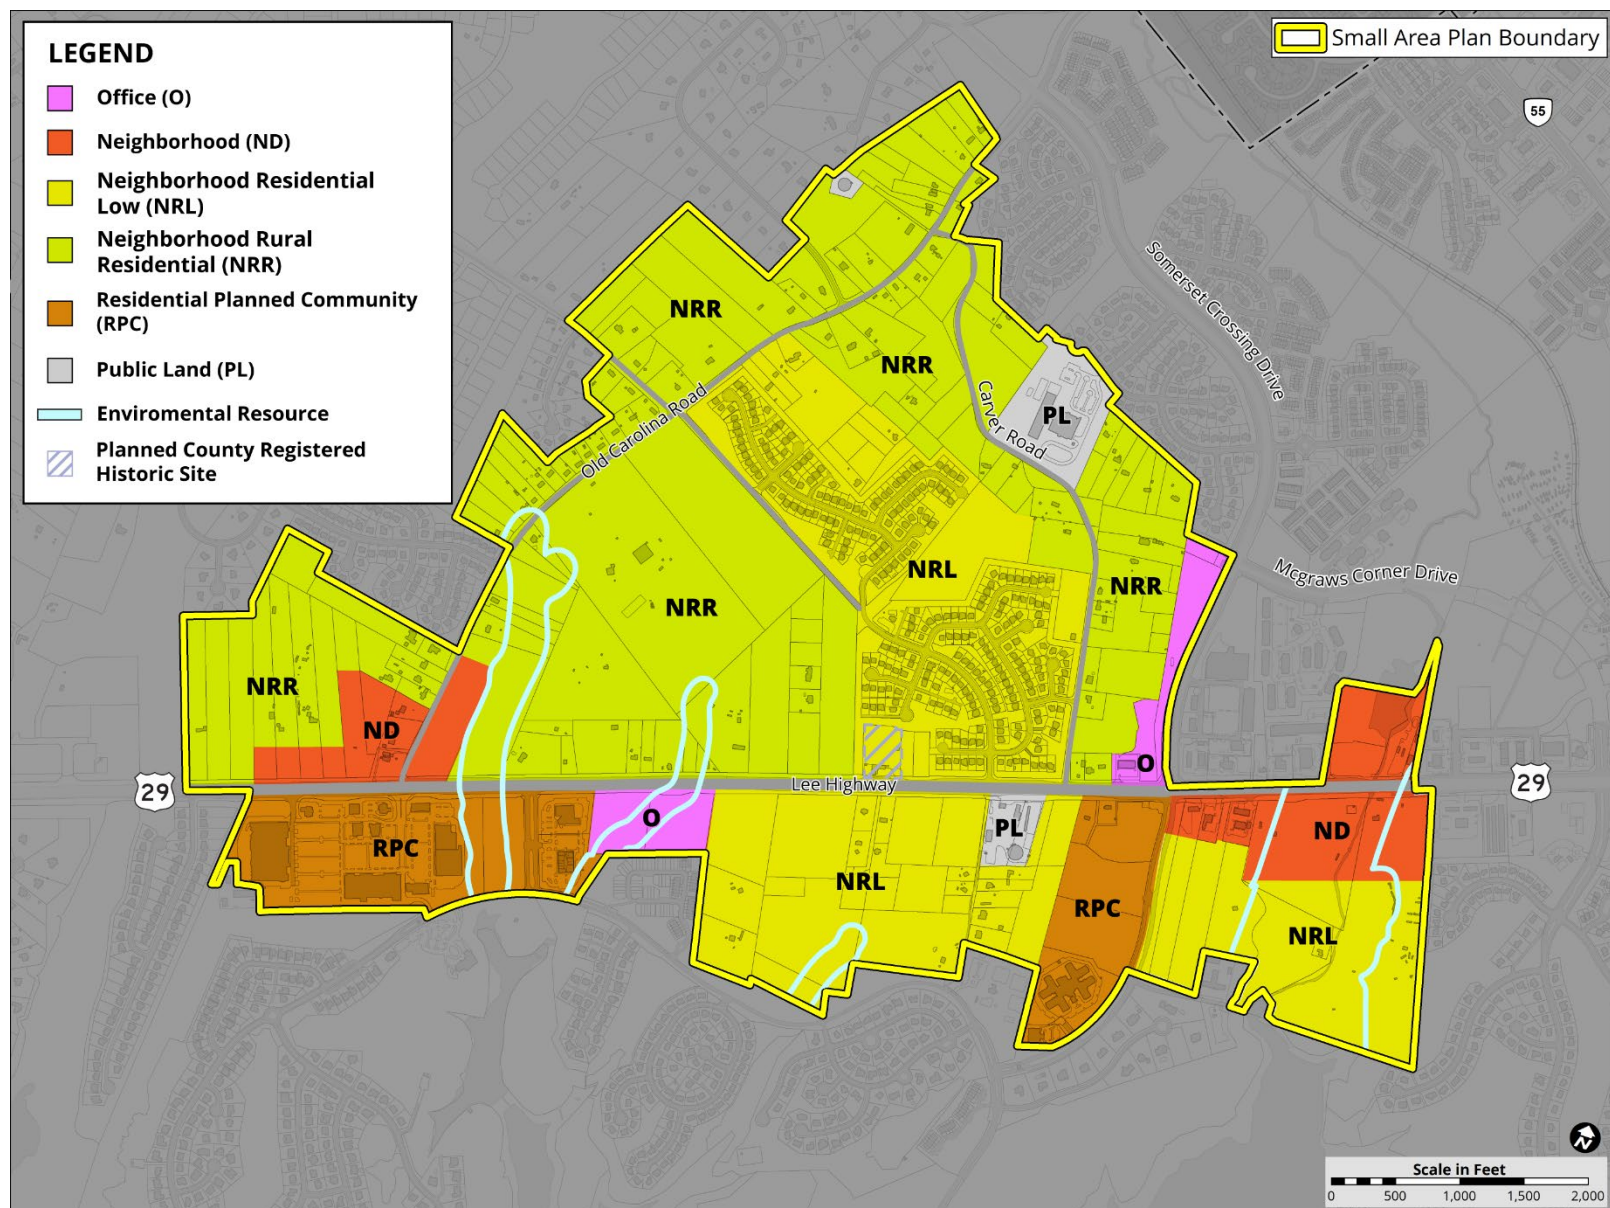 LEGEND
Office (O)
Neighborhood (ND)
Neighborhood Residential
Low (NRL)
Neighborhood Rural
Residential (NRR)
Residential Planned Community
(RPC)
Public Land (PL)
Enviromental Resource
Planned County Registered
Historic Site
Small Area Plan Boundary
55
Somerset Crossing Drive
NRR
NRR
Carver Road
PL
Old Carolina Road
NRL
Mcgraws Corner Drive
NRR
NRR
NRR
ND
O
29
Lee Highway
29
O
PL
ND
RPC
NRL
RPC
NRL
N
Scale in Feet
0 500 1,000 1,500 2,000